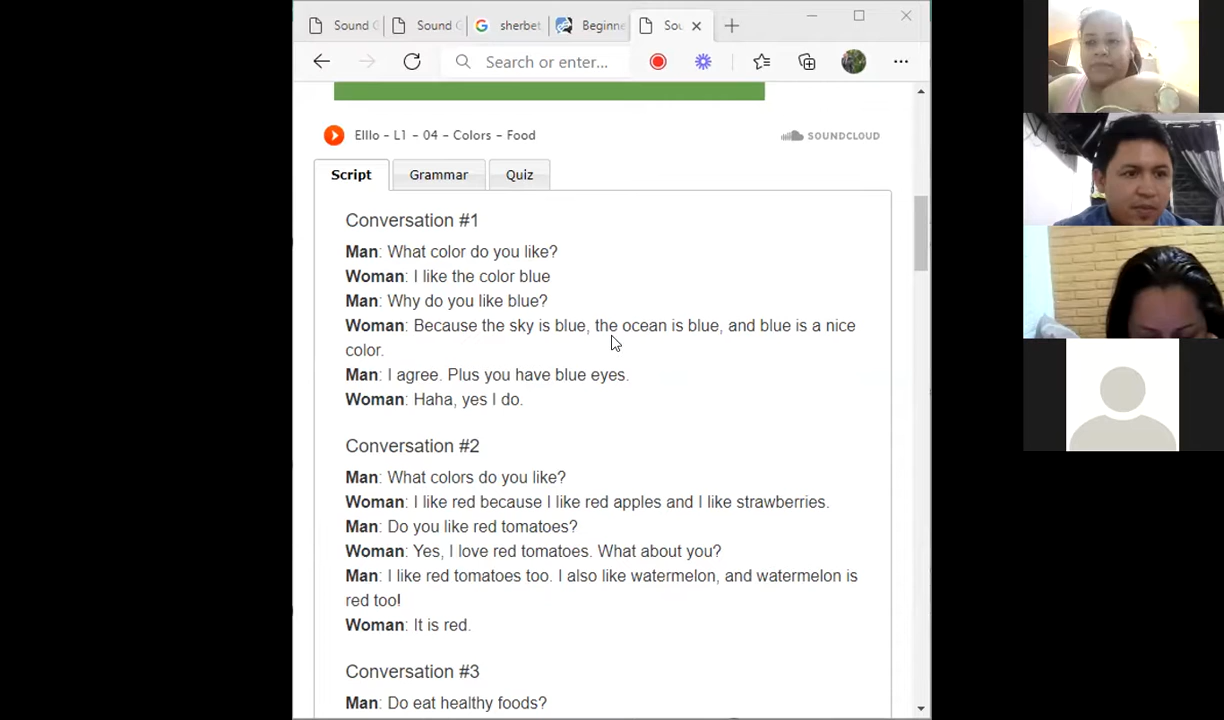 Sound G
Sound G
sherbet
Beginne
Sou
Search or enter...
Elllo - L1 - 04 - Colors - Food
SOUNDCLOUD
Script
Grammar
Quiz
Conversation #1
Man: What color do you like?
Woman: I like the color blue
Man: Why do you like blue?
Woman: Because the sky is blue, the ocean is blue, and blue is a nice
color.
Man: I agree. Plus you have blue eyes.
Woman: Haha, yes I do.
Conversation #2
Man: What colors do you like?
Woman: I like red because I like red apples and I like strawberries.
Man: Do you like red tomatoes?
Woman: Yes, I love red tomatoes. What about you?
Man: I like red tomatoes too. I also like watermelon, and watermelon is
red too!
Woman: It is red.
Conversation #3
Man: Do eat healthy foods?